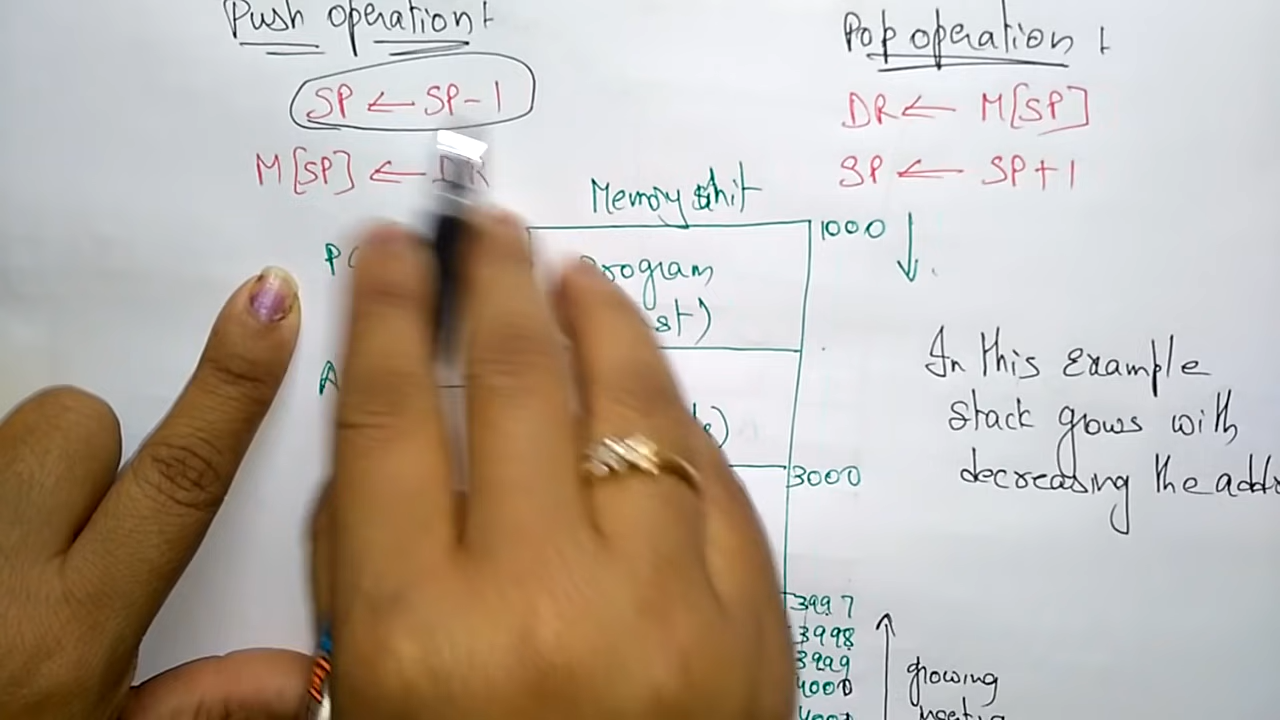 Push operation:
SP ← SP-1
M[SP] ← DR
Pop operation:
DR ← M[SP]
SP ← SP+1
Memory Unit
1000
3000
3997
3998
3999
4000
In this Example
stack grows with
decreasing the addr
growing